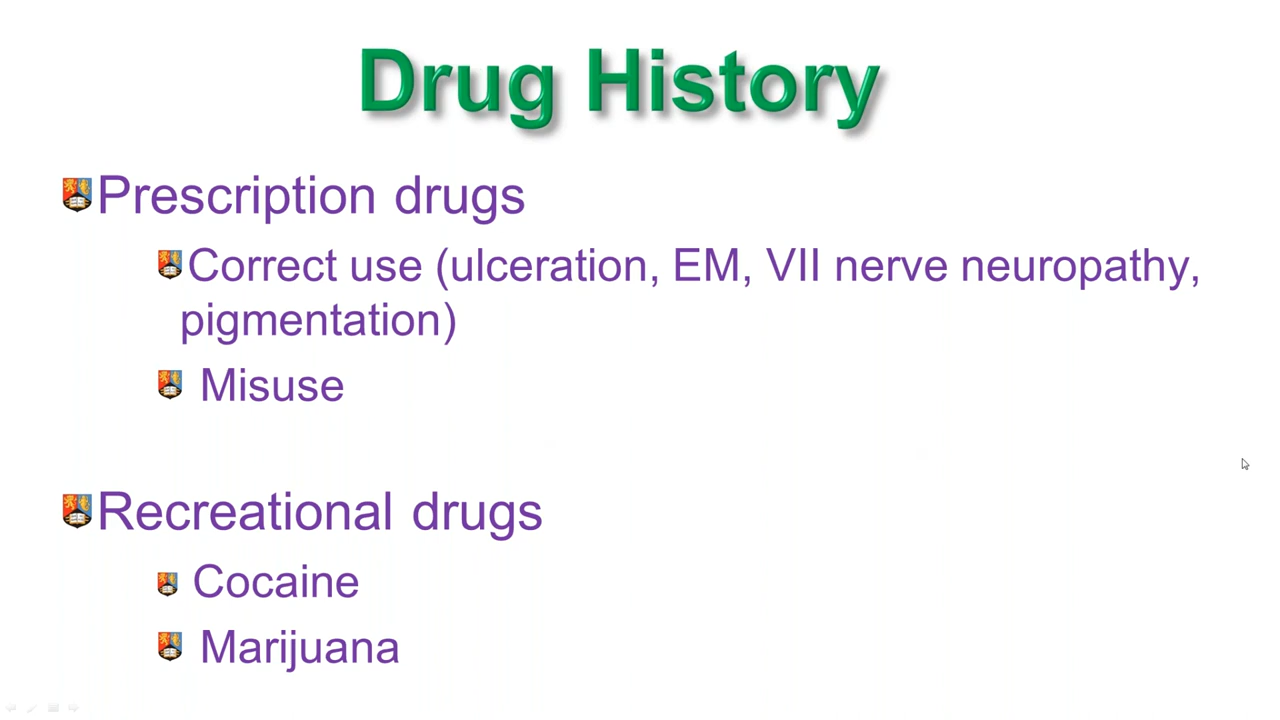 Drug History
Prescription drugs
Correct use (ulceration, EM, VII nerve neuropathy,
pigmentation)
Misuse
Recreational drugs
Cocaine
Marijuana